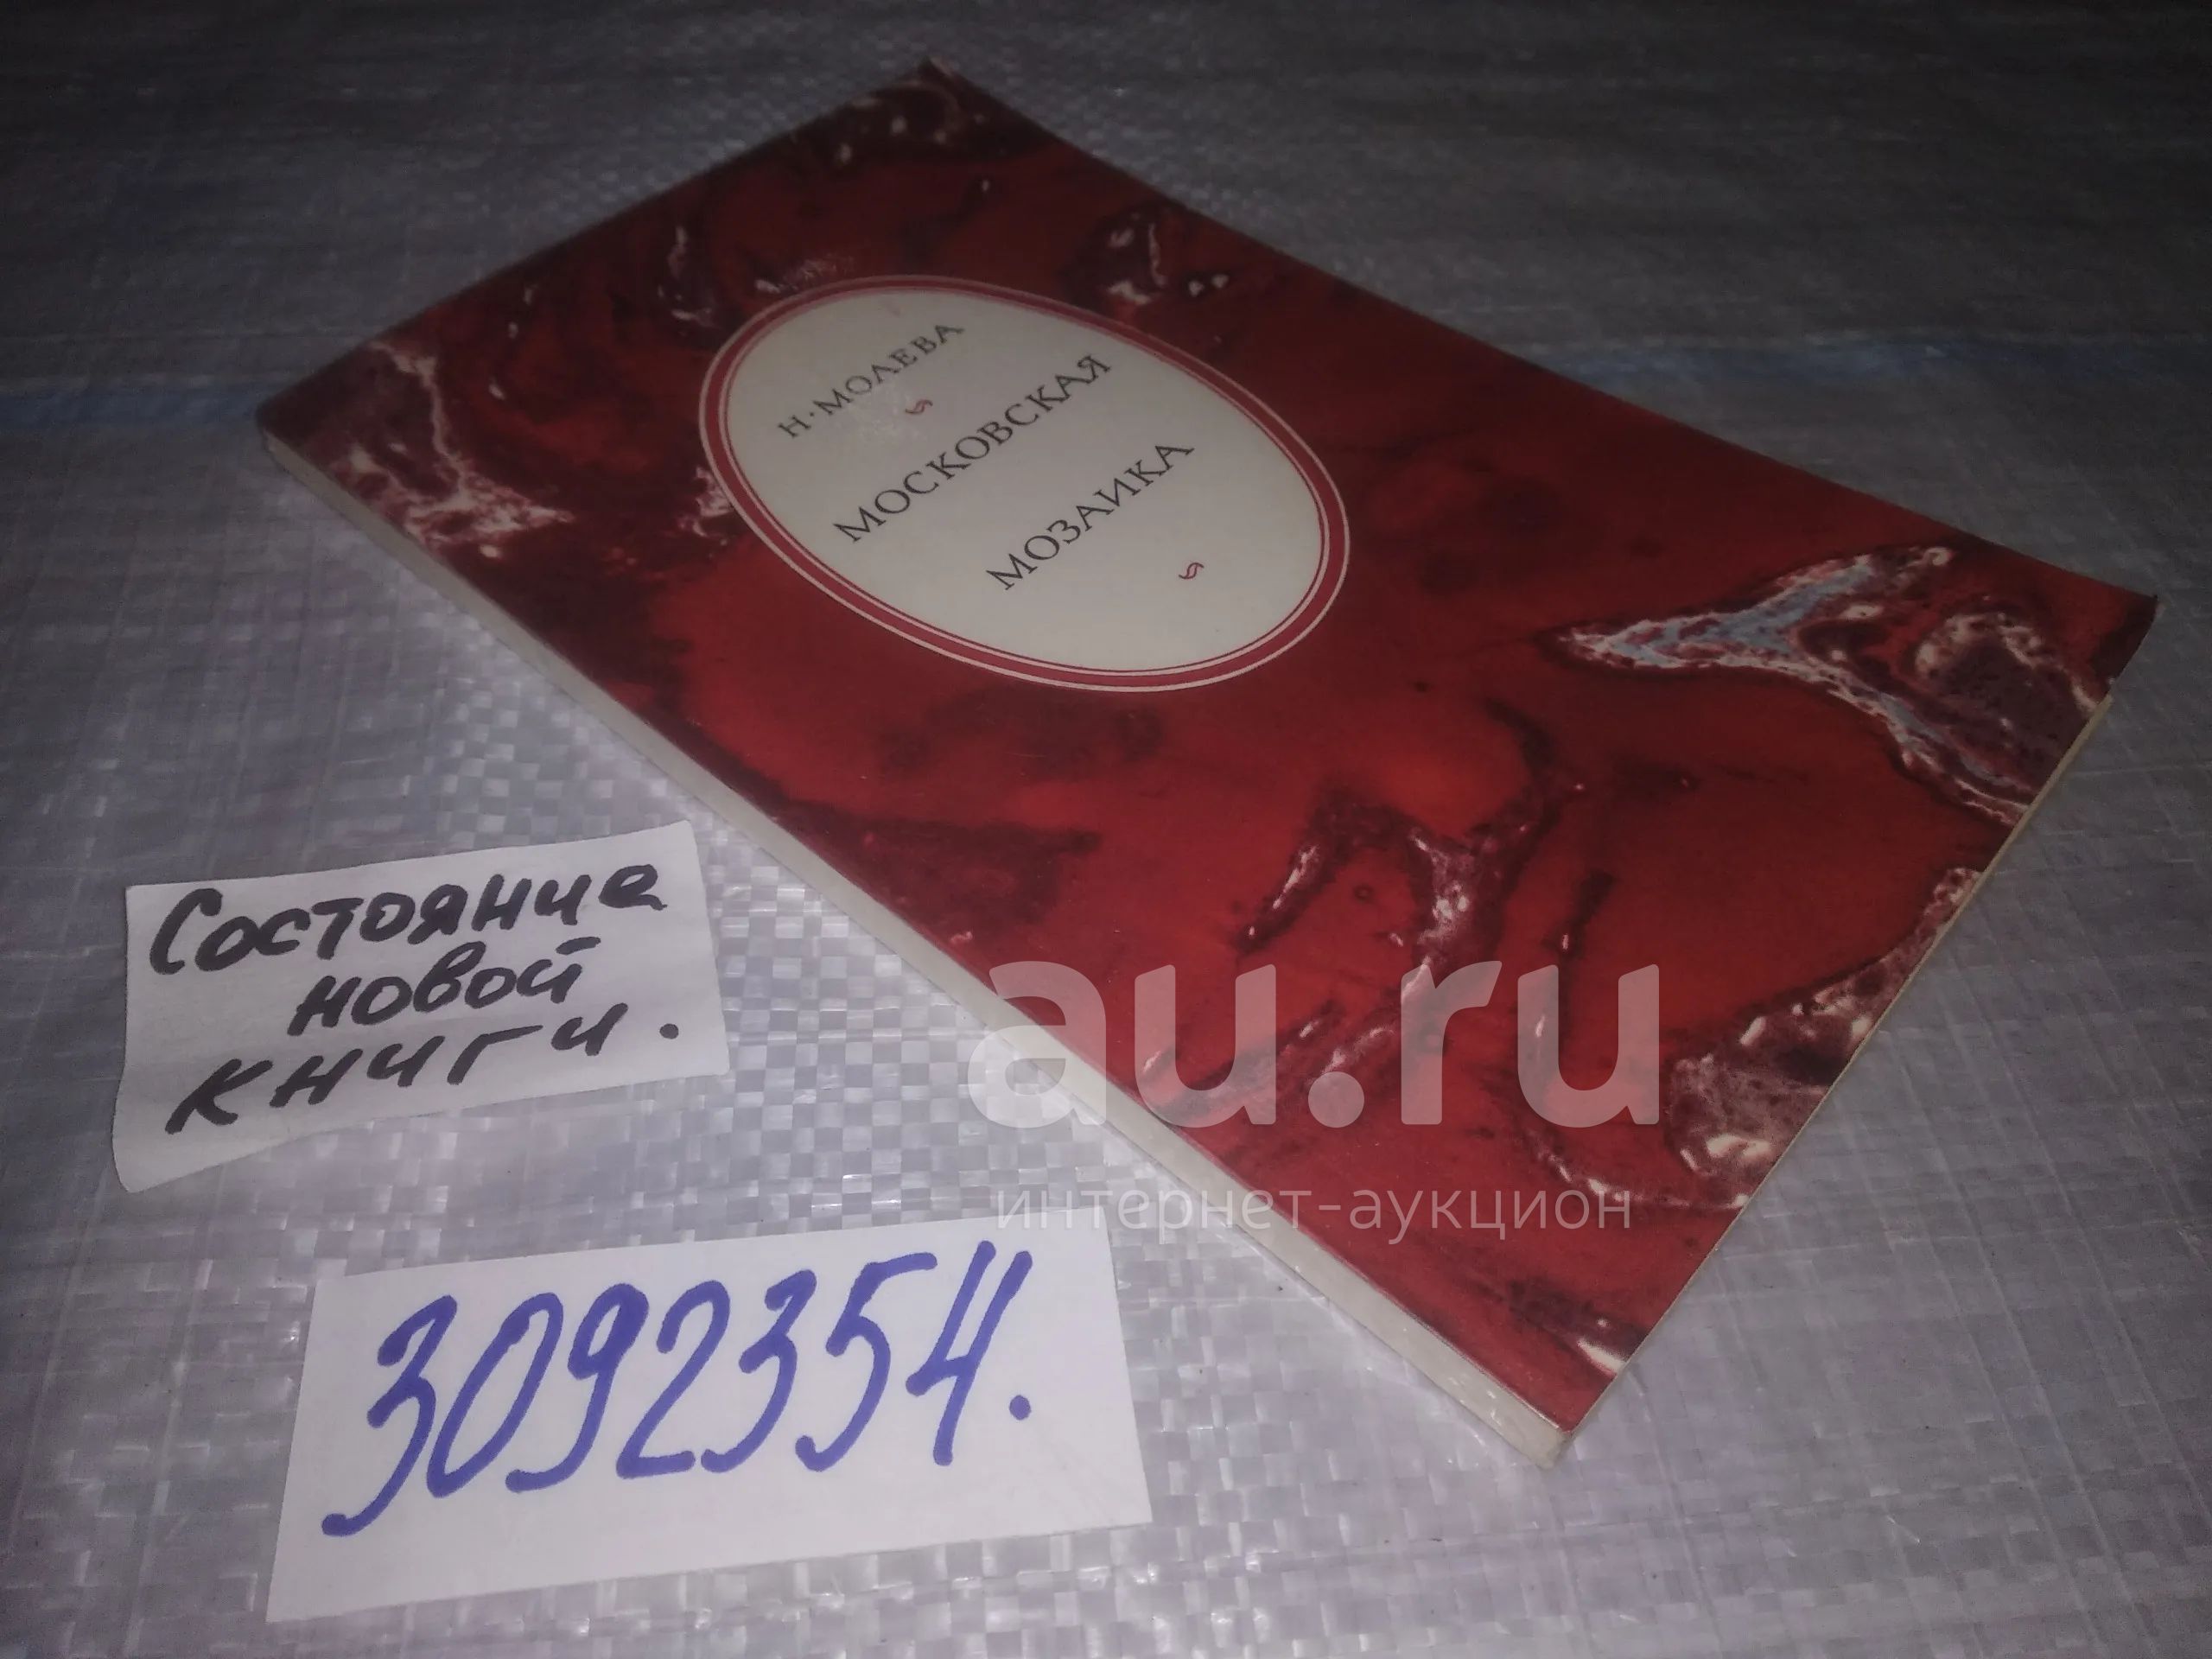 Н·МОЛЕВА
МОСКОВСКАЯ
МОЗАИКА
Состояние
новой
книги.
au.ru
интернет-аукцион
3092354.